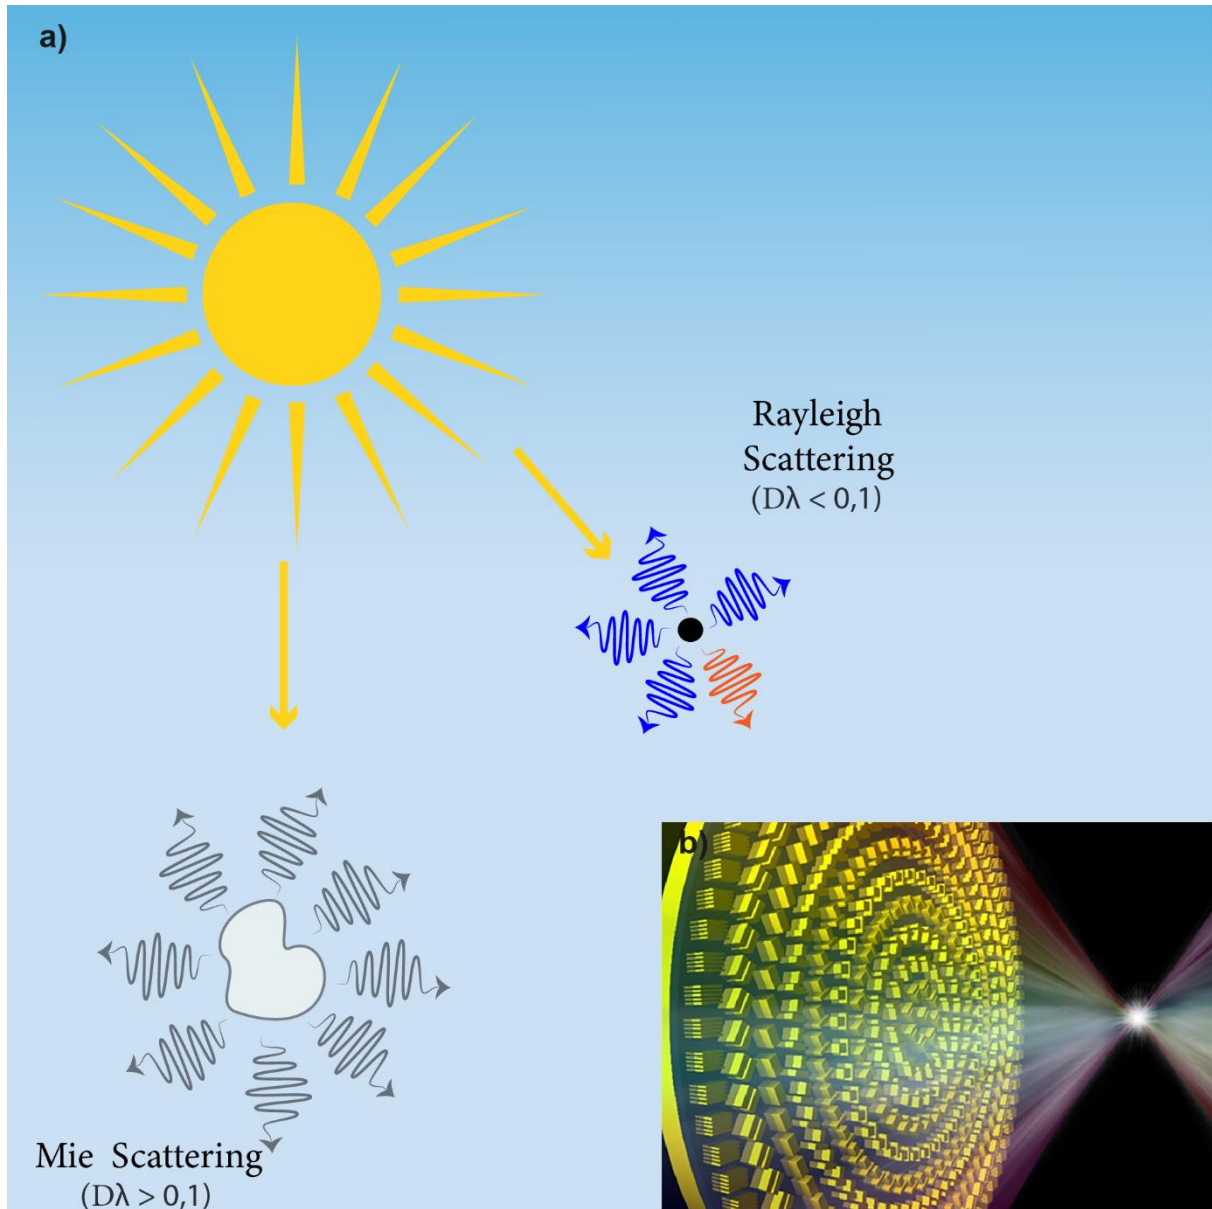 a)
Rayleigh
Scattering
(Dλ < 0,1)
b)
Mie Scattering
(Dλ > 0,1)